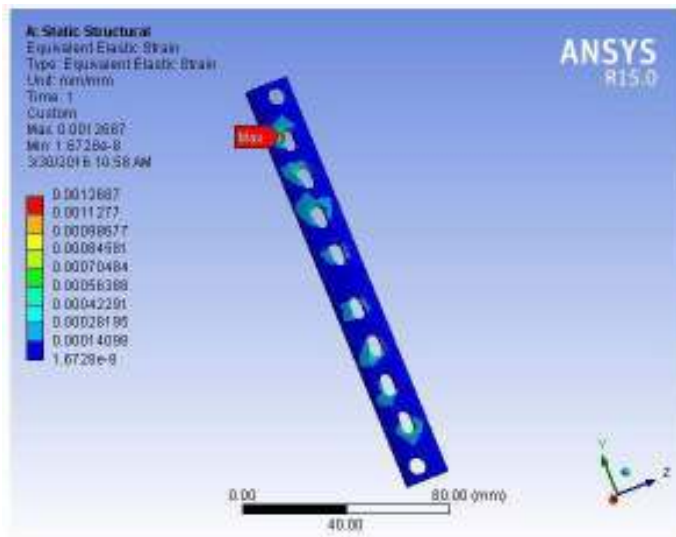 A: Static Structural
Equivalent Elastic Strain
Type: Equivalent Elastic Strain
Unit: mm/mm
Time: 1
Custom
Max: 0.0012687
Min: 1.6728e-8
3/30/2016 10:58 AM
0.0012687
0.0011277
0.00098677
0.00084581
0.00070484
0.00056388
0.00042291
0.00028195
0.00014098
1.6728e-8
ANSYS
R15.0
Max
Y
Z
0.00
80.00 (mm)
40.00